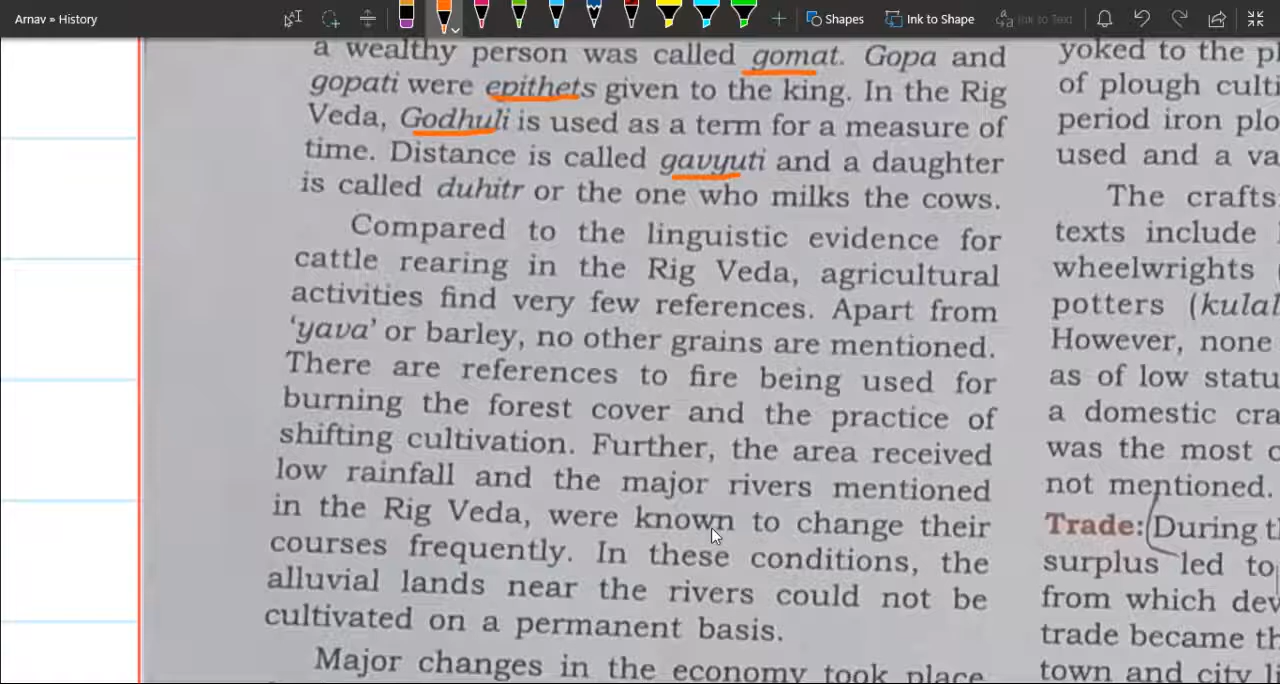 Arnav » History
Shapes
Ink to Shape
Ink to Text
a wealthy person was called gomat. Gopa and
gopati were epithets given to the king. In the Rig
Veda, Godhuli is used as a term for a measure of
time. Distance is called gavyuti and a daughter
is called duhitr or the one who milks the cows.
Compared to the linguistic evidence for
cattle rearing in the Rig Veda, agricultural
activities find very few references. Apart from
‘yava’ or barley, no other grains are mentioned.
There are references to fire being used for
burning the forest cover and the practice of
shifting cultivation. Further, the area received
low rainfall and the major rivers mentioned
in the Rig Veda, were known to change their
courses frequently. In these conditions, the
alluvial lands near the rivers could not be
cultivated on a permanent basis.
Major changes in the economy took place
yoked to the pl
of plough culti
period iron plo
used and a va
The crafts
texts include
wheelwrights (
potters (kulal
However, none
as of low statu
a domestic cra
was the most c
not mentioned.
Trade: During th
surplus led to
from which dev
trade became th
town and city li